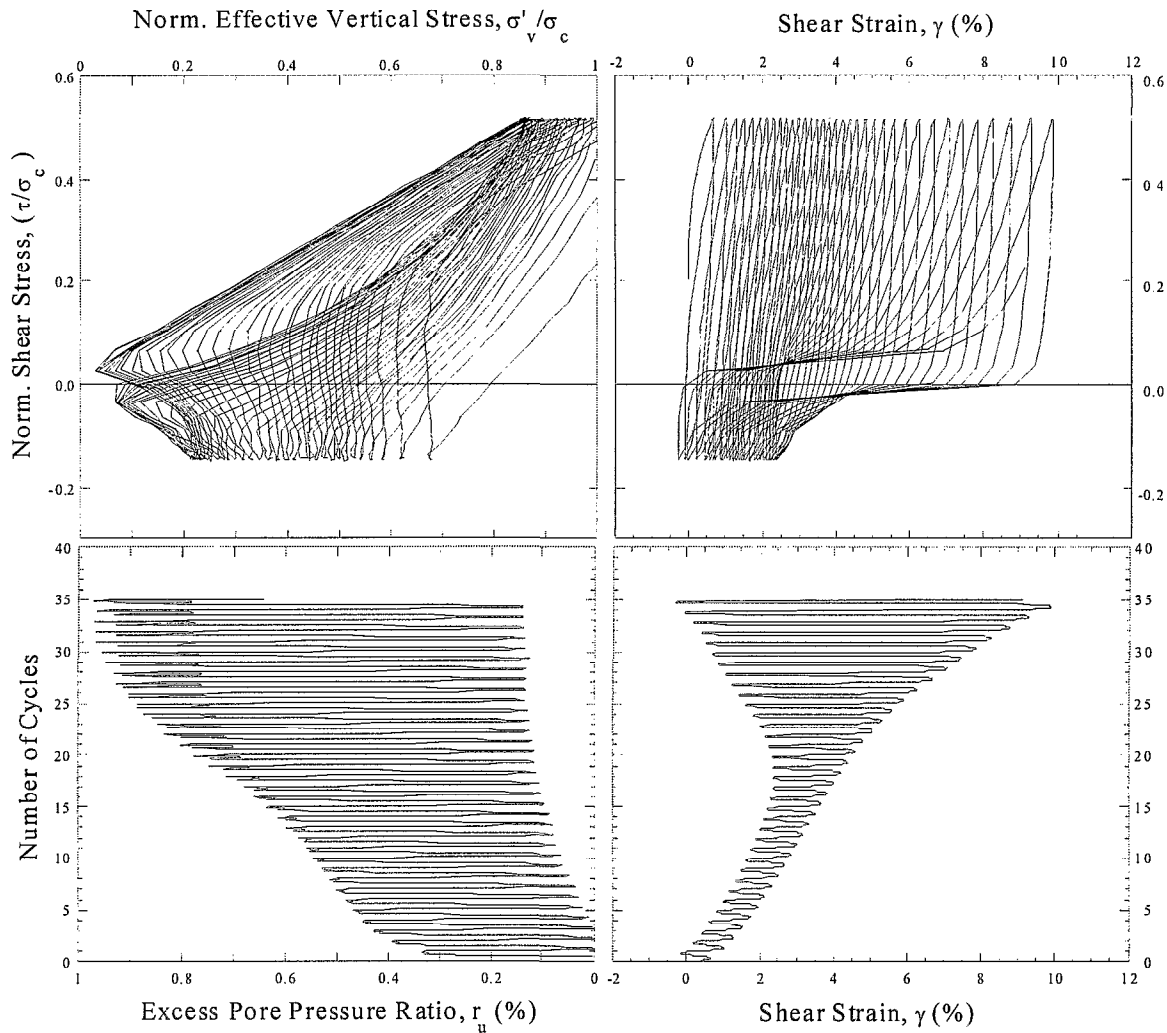 Norm. Effective Vertical Stress, σ'v/σc
Shear Strain, γ (%)
0 0.2 0.4 0.6 0.8 1
-2 0 2 4 6 8 10 12
0.6
0.4
0.2
0.0
-0.2
Norm. Shear Stress, (τ/σc)
0.6
0.4
0.2
0.0
-0.2
40
35
30
25
20
15
10
5
0
Number of Cycles
40
35
30
25
20
15
10
5
0
1 0.8 0.6 0.4 0.2 0
-2 0 2 4 6 8 10 12
Excess Pore Pressure Ratio, ru (%)
Shear Strain, γ (%)